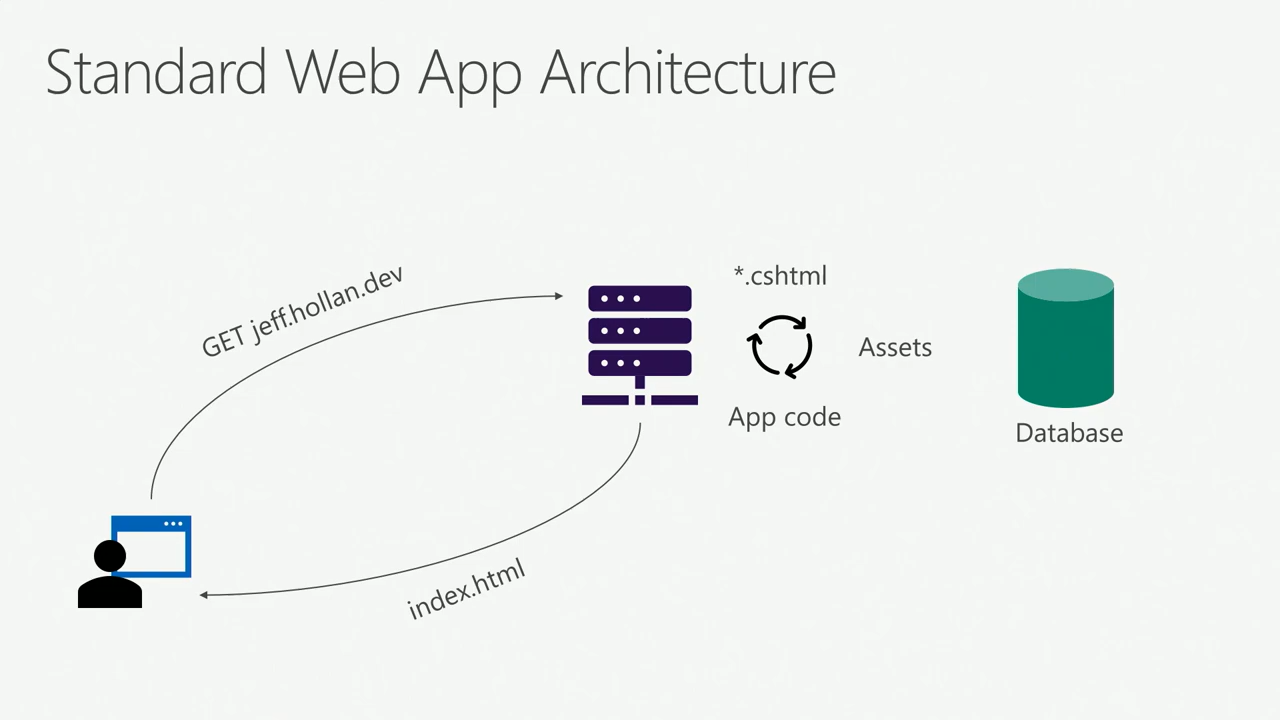 Standard Web App Architecture
GET jeff.hollan.dev
*.cshtml
Assets
App code
Database
index.html